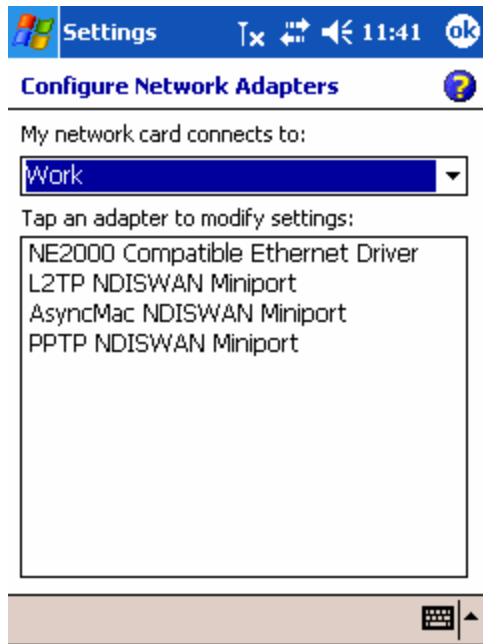 Settings 11:41 ok
Configure Network Adapters
My network card connects to:
Work
Tap an adapter to modify settings:
NE2000 Compatible Ethernet Driver
L2TP NDISWAN Miniport
AsyncMac NDISWAN Miniport
PPTP NDISWAN Miniport